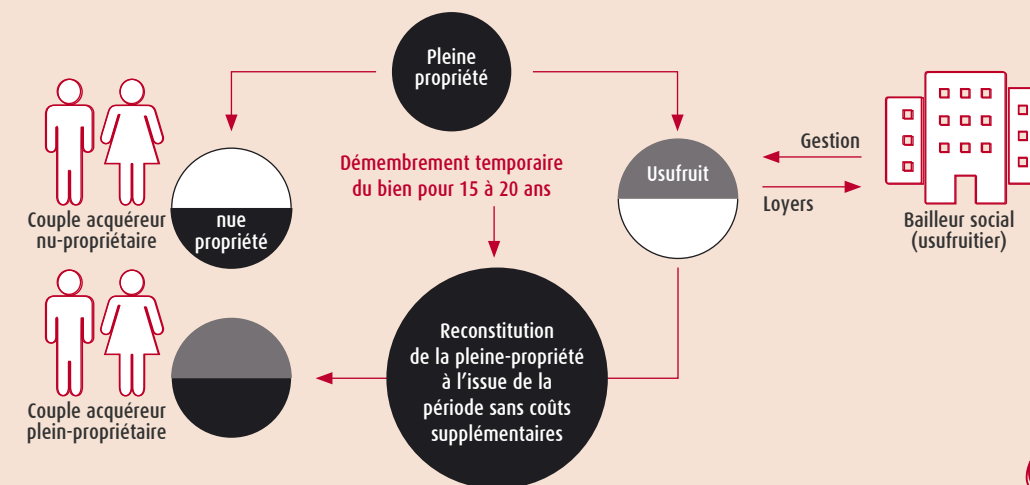 Pleine
propriété
Démembrement temporaire
du bien pour 15 à 20 ans
Couple acquéreur
nu-propriétaire
nue
propriété
Usufruit
Gestion
Loyers
Bailleur social
(usufruitier)
Reconstitution
de la pleine-propriété
à l’issue de la
période sans coûts
supplémentaires
Couple acquéreur
plein-propriétaire